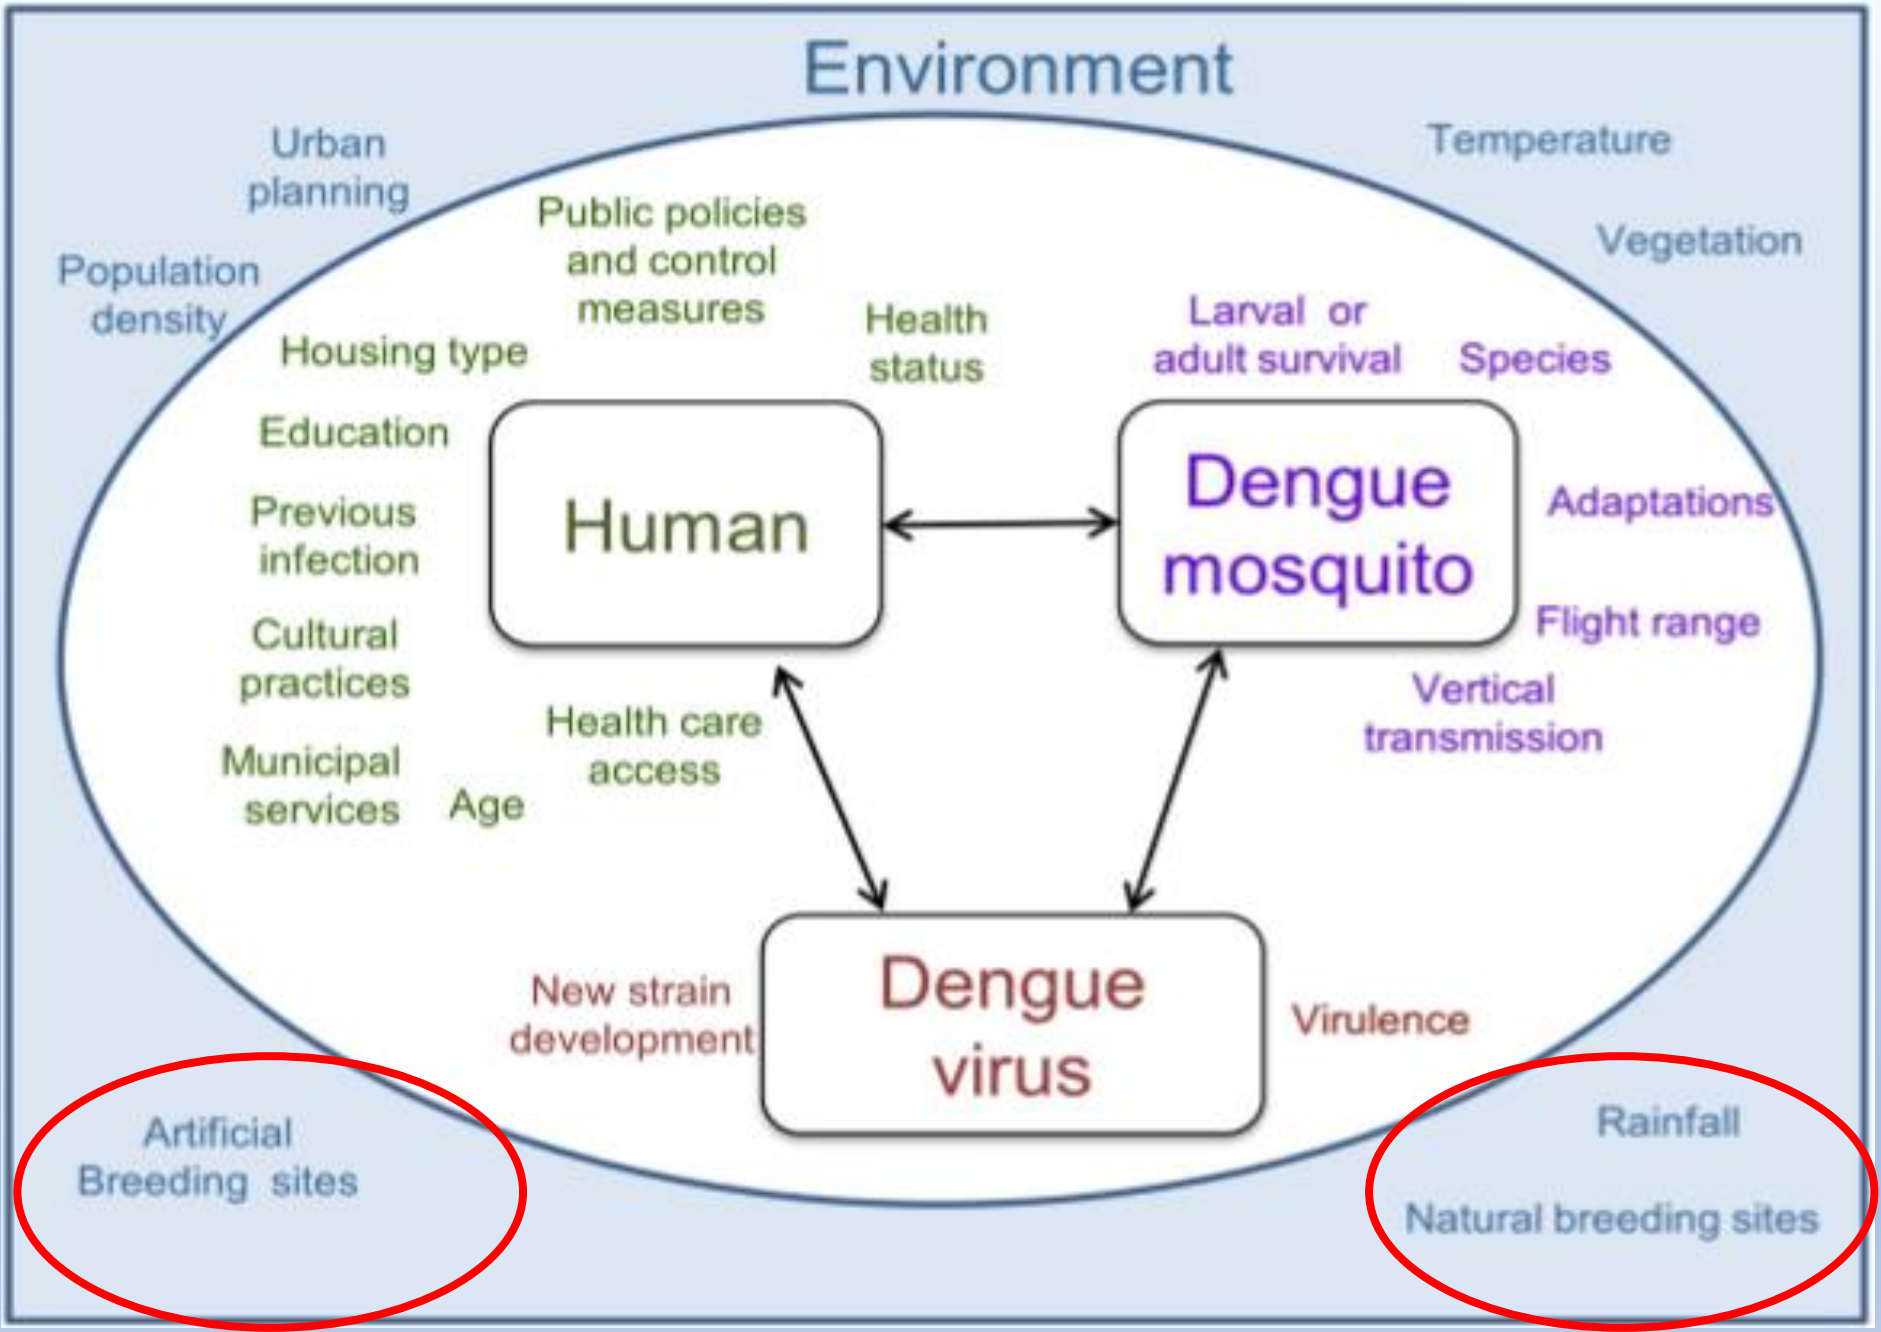 Environment
Urban
planning
Temperature
Population
density
Vegetation
Public policies
and control
measures
Housing type
Health
status
Larval or
adult survival
Species
Education
Human
Dengue
mosquito
Adaptations
Previous
infection
Flight range
Cultural
practices
Vertical
transmission
Health care
access
Municipal
services
Age
New strain
development
Dengue
virus
Virulence
Artificial
Breeding sites
Rainfall
Natural breeding sites